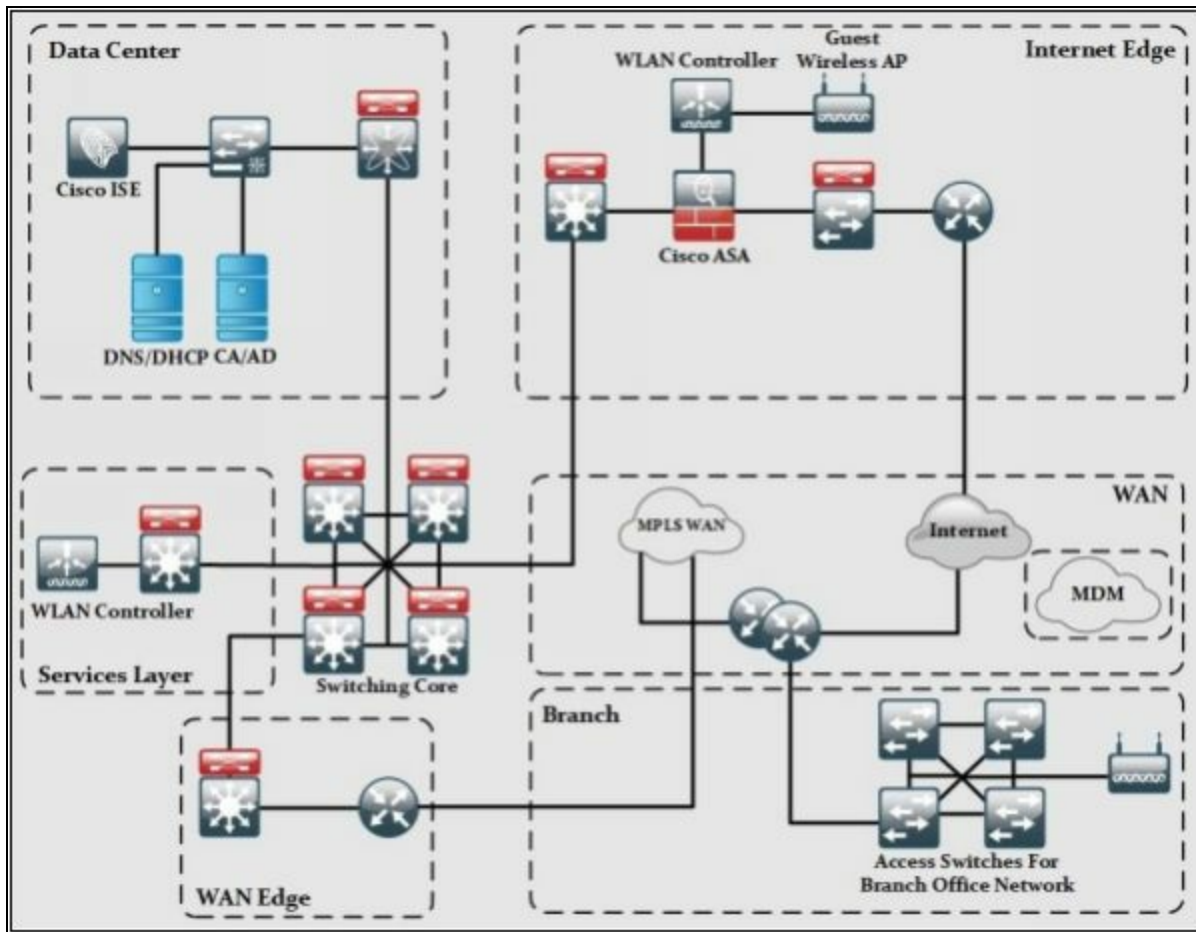 Data Center
Cisco ISE
DNS/DHCP CA/AD
Guest
WLAN Controller Wireless AP
Internet Edge
Cisco ASA
WLAN Controller
Services Layer
Switching Core
WAN
MPLS WAN
Internet
MDM
WAN Edge
Branch
Access Switches For
Branch Office Network